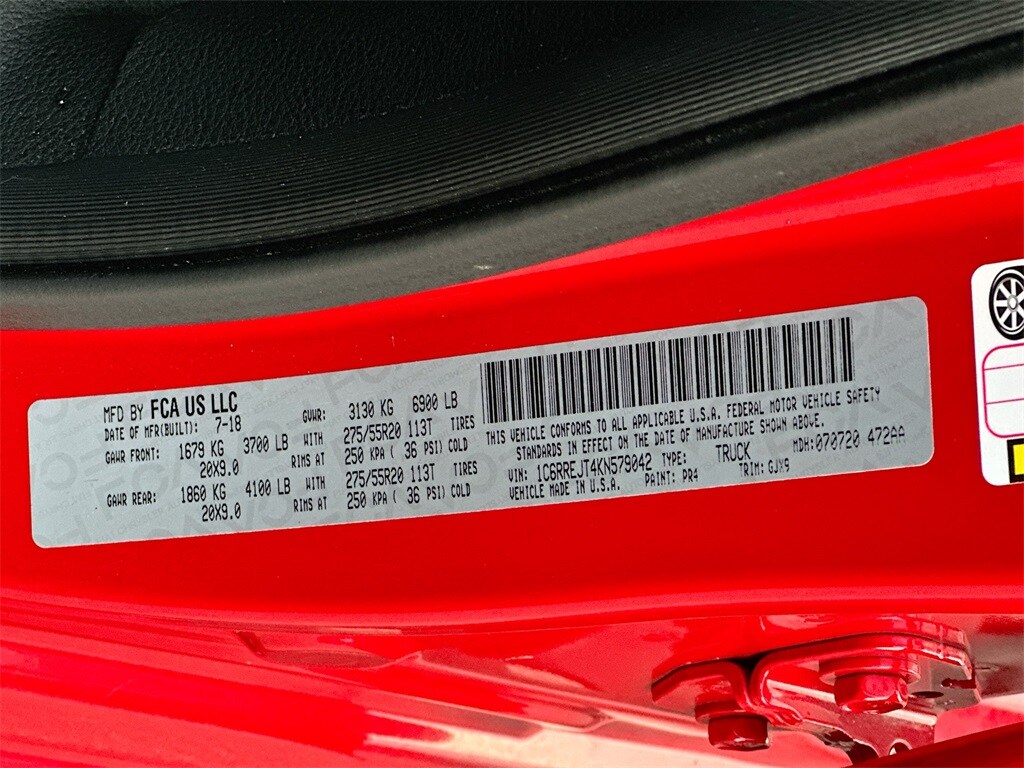 MFD BY FCA US LLC
DATE OF MFR(BUILT): 7-18 GVWR: 3130 KG 6900 LB
GAWR FRONT: 1679 KG 3700 LB WITH 275/55R20 113T TIRES
20X9.0 RIMS AT 250 KPA ( 36 PSI) COLD
GAWR REAR: 1860 KG 4100 LB WITH 275/55R20 113T TIRES
20X9.0 RIMS AT 250 KPA ( 36 PSI) COLD
THIS VEHICLE CONFORMS TO ALL APPLICABLE U.S.A. FEDERAL MOTOR VEHICLE SAFETY
STANDARDS IN EFFECT ON THE DATE OF MANUFACTURE SHOWN ABOVE.
VIN: 1C6RREJT4KN579042 TYPE: TRUCK MDH:070720 472AA
VEHICLE MADE IN U.S.A. PAINT: PR4 TRIM: GJX9